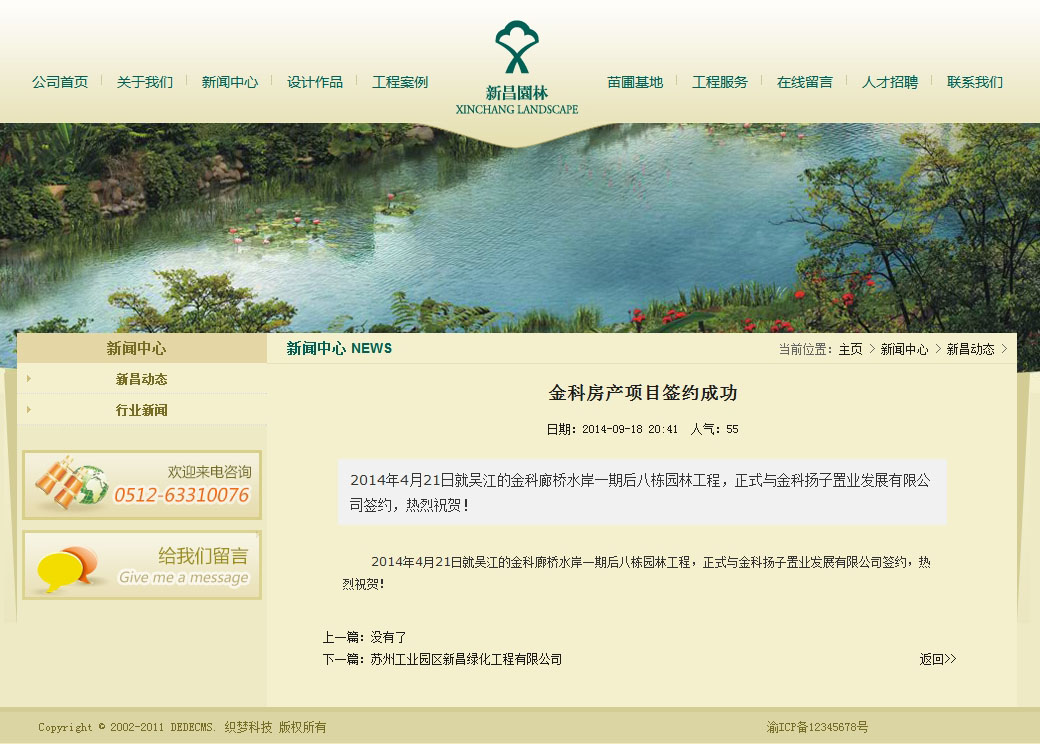 公司首页 关于我们 新闻中心 设计作品 工程案例 苗圃基地 工程服务 在线留言 人才招聘 联系我们
新昌園林
XINCHANG LANDSCAPE
新闻中心
新昌动态
行业新闻
欢迎来电咨询
0512-63310076
给我们留言
Give me a message
新闻中心 NEWS
当前位置：主页 > 新闻中心 > 新昌动态 >
金科房产项目签约成功
日期：2014-09-18 20:41 人气：55
2014年4月21日就吴江的金科廊桥水岸一期后八栋园林工程，正式与金科扬子置业发展有限公
司签约，热烈祝贺！
2014年4月21日就吴江的金科廊桥水岸一期后八栋园林工程，正式与金科扬子置业发展有限公司签约，热
烈祝贺！
上一篇：没有了
下一篇：苏州工业园区新昌绿化工程有限公司
返回>>
Copyright © 2002-2011 DEDECMS. 织梦科技 版权所有
渝ICP备12345678号